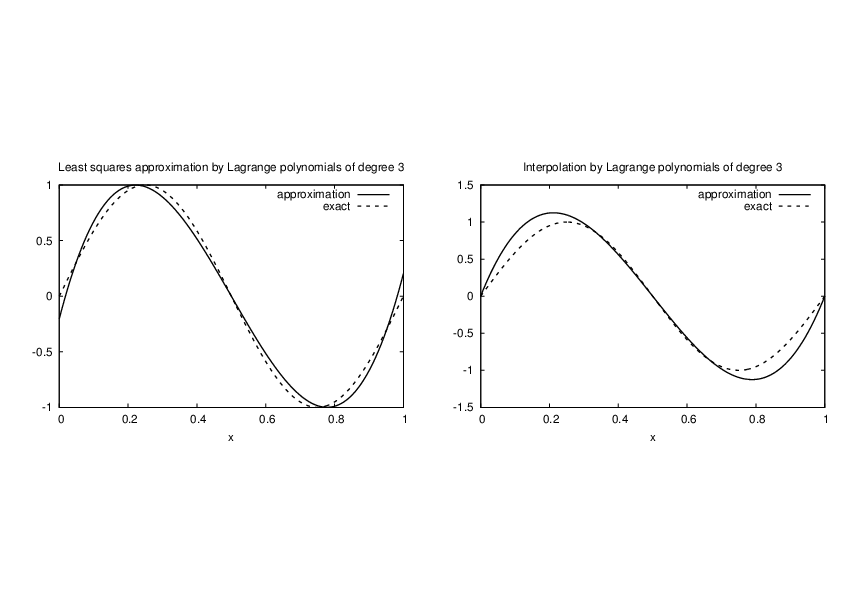 Least squares approximation by Lagrange polynomials of degree 3
1
approximation
exact
0.5
0
-0.5
-1
0 0.2 0.4 0.6 0.8 1
x
Interpolation by Lagrange polynomials of degree 3
1.5
approximation
exact
1
0.5
0
-0.5
-1
-1.5
0 0.2 0.4 0.6 0.8 1
x